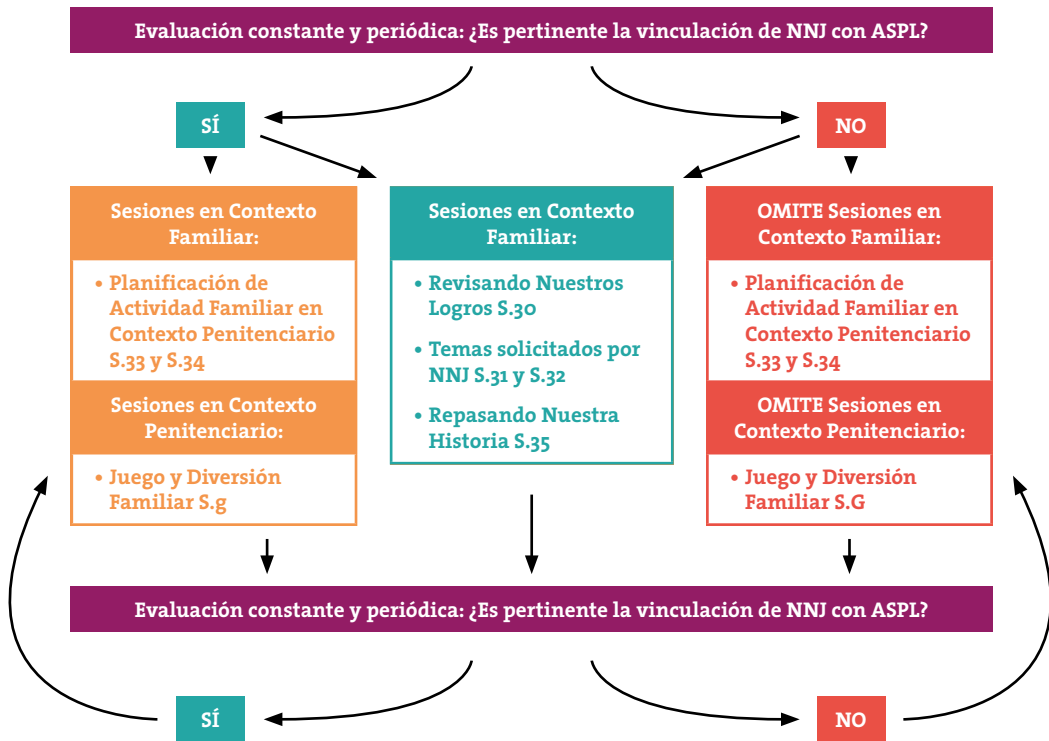 Evaluación constante y periódica: ¿Es pertinente la vinculación de NNJ con ASPL?
SÍ
NO
Sesiones en Contexto
Familiar:
• Planificación de
Actividad Familiar en
Contexto Penitenciario
S.33 y S.34
Sesiones en Contexto
Penitenciario:
• Juego y Diversión
Familiar S.g
Sesiones en Contexto
Familiar:
• Revisando Nuestros
Logros S.30
• Temas solicitados por
NNJ S.31 y S.32
• Repasando Nuestra
Historia S.35
OMITE Sesiones en
Contexto Familiar:
• Planificación de
Actividad Familiar en
Contexto Penitenciario
S.33 y S.34
OMITE Sesiones en
Contexto Penitenciario:
• Juego y Diversión
Familiar S.G
Evaluación constante y periódica: ¿Es pertinente la vinculación de NNJ con ASPL?
SÍ
NO